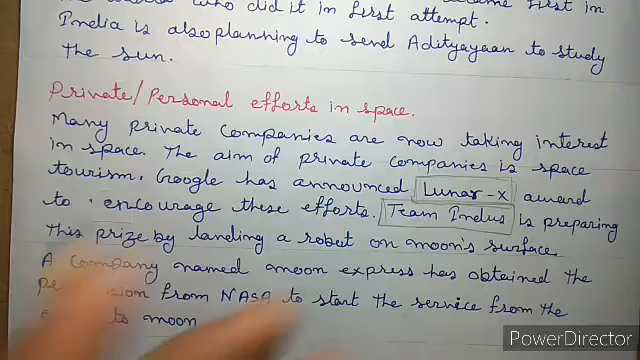 who did it in first attempt.
India is also planning to send Adityayaan to study
the sun.
Private/Personal efforts in space.
Many private companies are now taking interest
in space. The aim of private companies is space
tourism. Google has announced Lunar-X award
to encourage these efforts. Team Indus is preparing
this prize by landing a robot on moon's surface.
A company named moon express has obtained the
from NASA to start the service from the
to moon
PowerDirector